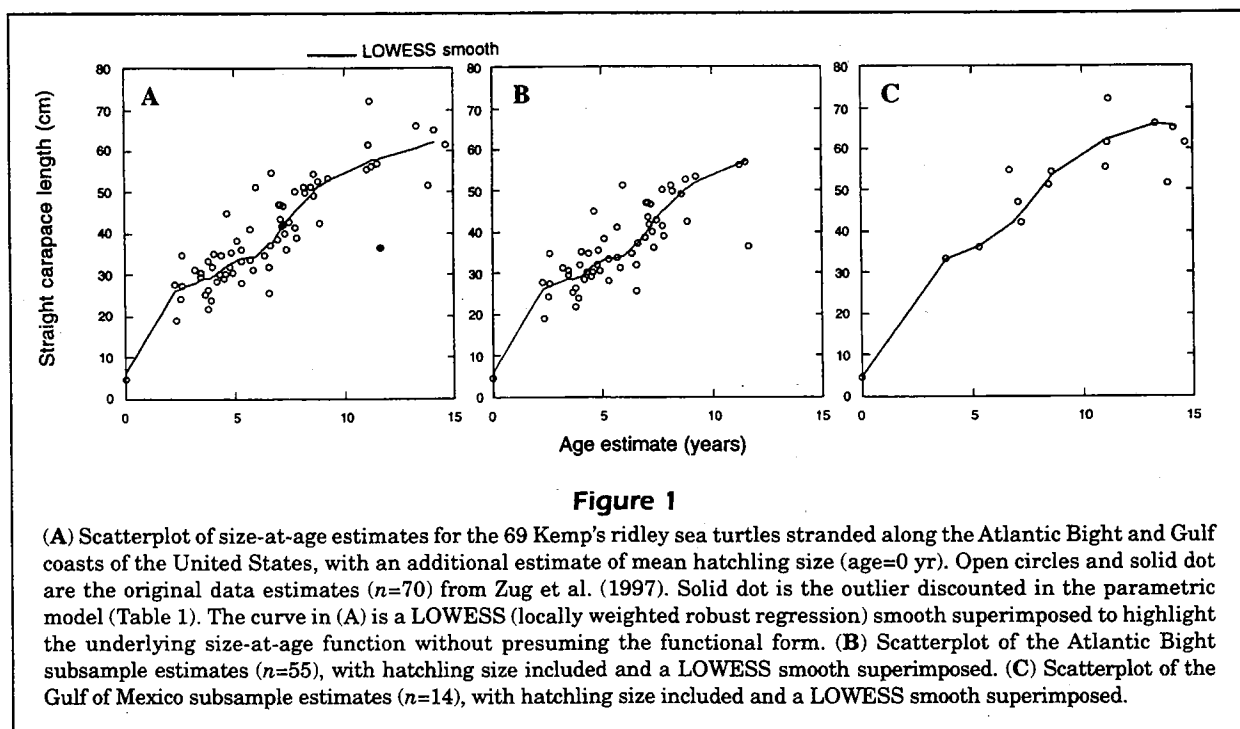 LOWESS smooth
Straight carapace length (cm)
80
70
60
50
40
30
20
10
0
A
0 5 10 15
80
70
60
50
40
30
20
10
0
B
0 5 10 15
80
70
60
50
40
30
20
10
0
C
0 5 10 15
Age estimate (years)
Figure 1
(A) Scatterplot of size-at-age estimates for the 69 Kemp's ridley sea turtles stranded along the Atlantic Bight and Gulf
coasts of the United States, with an additional estimate of mean hatchling size (age=0 yr). Open circles and solid dot
are the original data estimates (n=70) from Zug et al. (1997). Solid dot is the outlier discounted in the parametric
model (Table 1). The curve in (A) is a LOWESS (locally weighted robust regression) smooth superimposed to highlight
the underlying size-at-age function without presuming the functional form. (B) Scatterplot of the Atlantic Bight
subsample estimates (n=55), with hatchling size included and a LOWESS smooth superimposed. (C) Scatterplot of the
Gulf of Mexico subsample estimates (n=14), with hatchling size included and a LOWESS smooth superimposed.